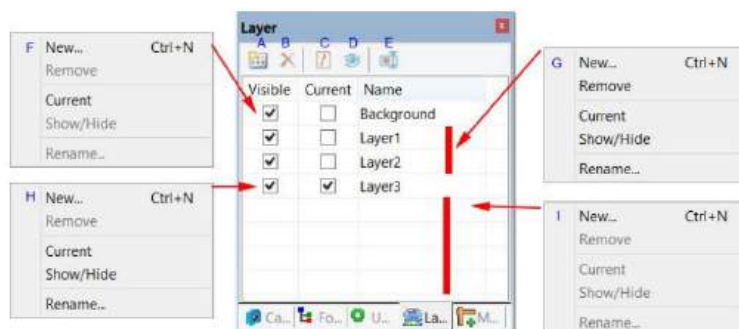 Layer
A B C D E
Visible Current Name
Background
Layer1
Layer2
Layer3
Ca... Fo... U... La... M...
F New... Ctrl+N
Remove
Current
Show/Hide
Rename...
G New... Ctrl+N
Remove
Current
Show/Hide
Rename...
H New... Ctrl+N
Remove
Current
Show/Hide
Rename...
I New... Ctrl+N
Remove
Current
Show/Hide
Rename...